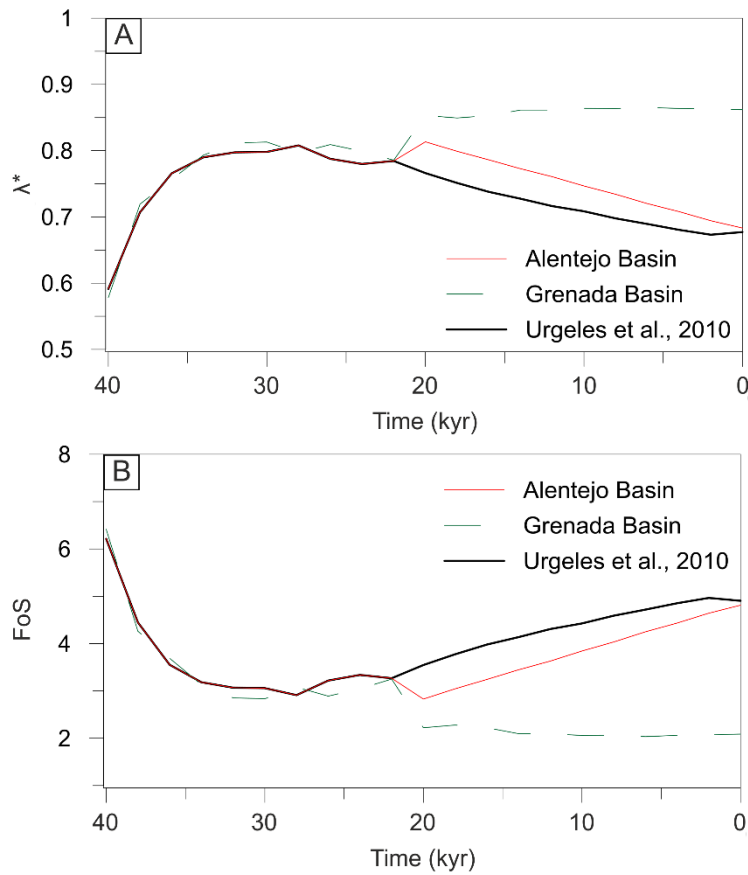 A
1
0.9
0.8
0.7
0.6
0.5
λ*
Alentejo Basin
Grenada Basin
Urgeles et al., 2010
40
30
20
10
0
Time (kyr)
B
8
6
4
2
FoS
Alentejo Basin
Grenada Basin
Urgeles et al., 2010
40
30
20
10
0
Time (kyr)